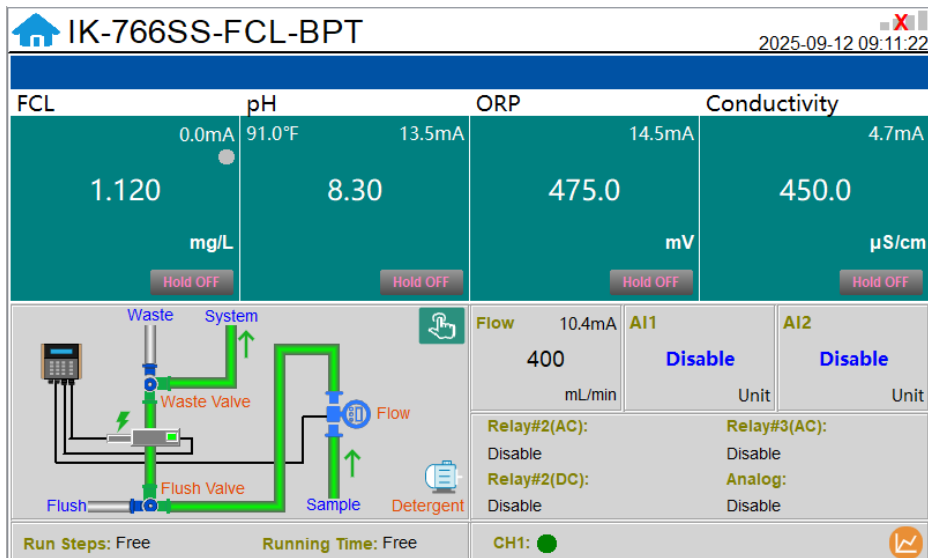 IK-766SS-FCL-BPT
X
2025-09-12 09:11:22
FCL pH ORP Conductivity
0.0mA 91.0°F 13.5mA 14.5mA 4.7mA
1.120 8.30 475.0 450.0
mg/L mV µS/cm
Hold OFF Hold OFF Hold OFF Hold OFF
Waste System
Waste Valve
Flow
Flush Valve
Flush Sample Detergent
Flow 10.4mA AI1 AI2
400 Disable Disable
mL/min Unit Unit
Relay#2(AC): Relay#3(AC):
Disable Disable
Relay#2(DC): Analog:
Disable Disable
Run Steps: Free Running Time: Free CH1: